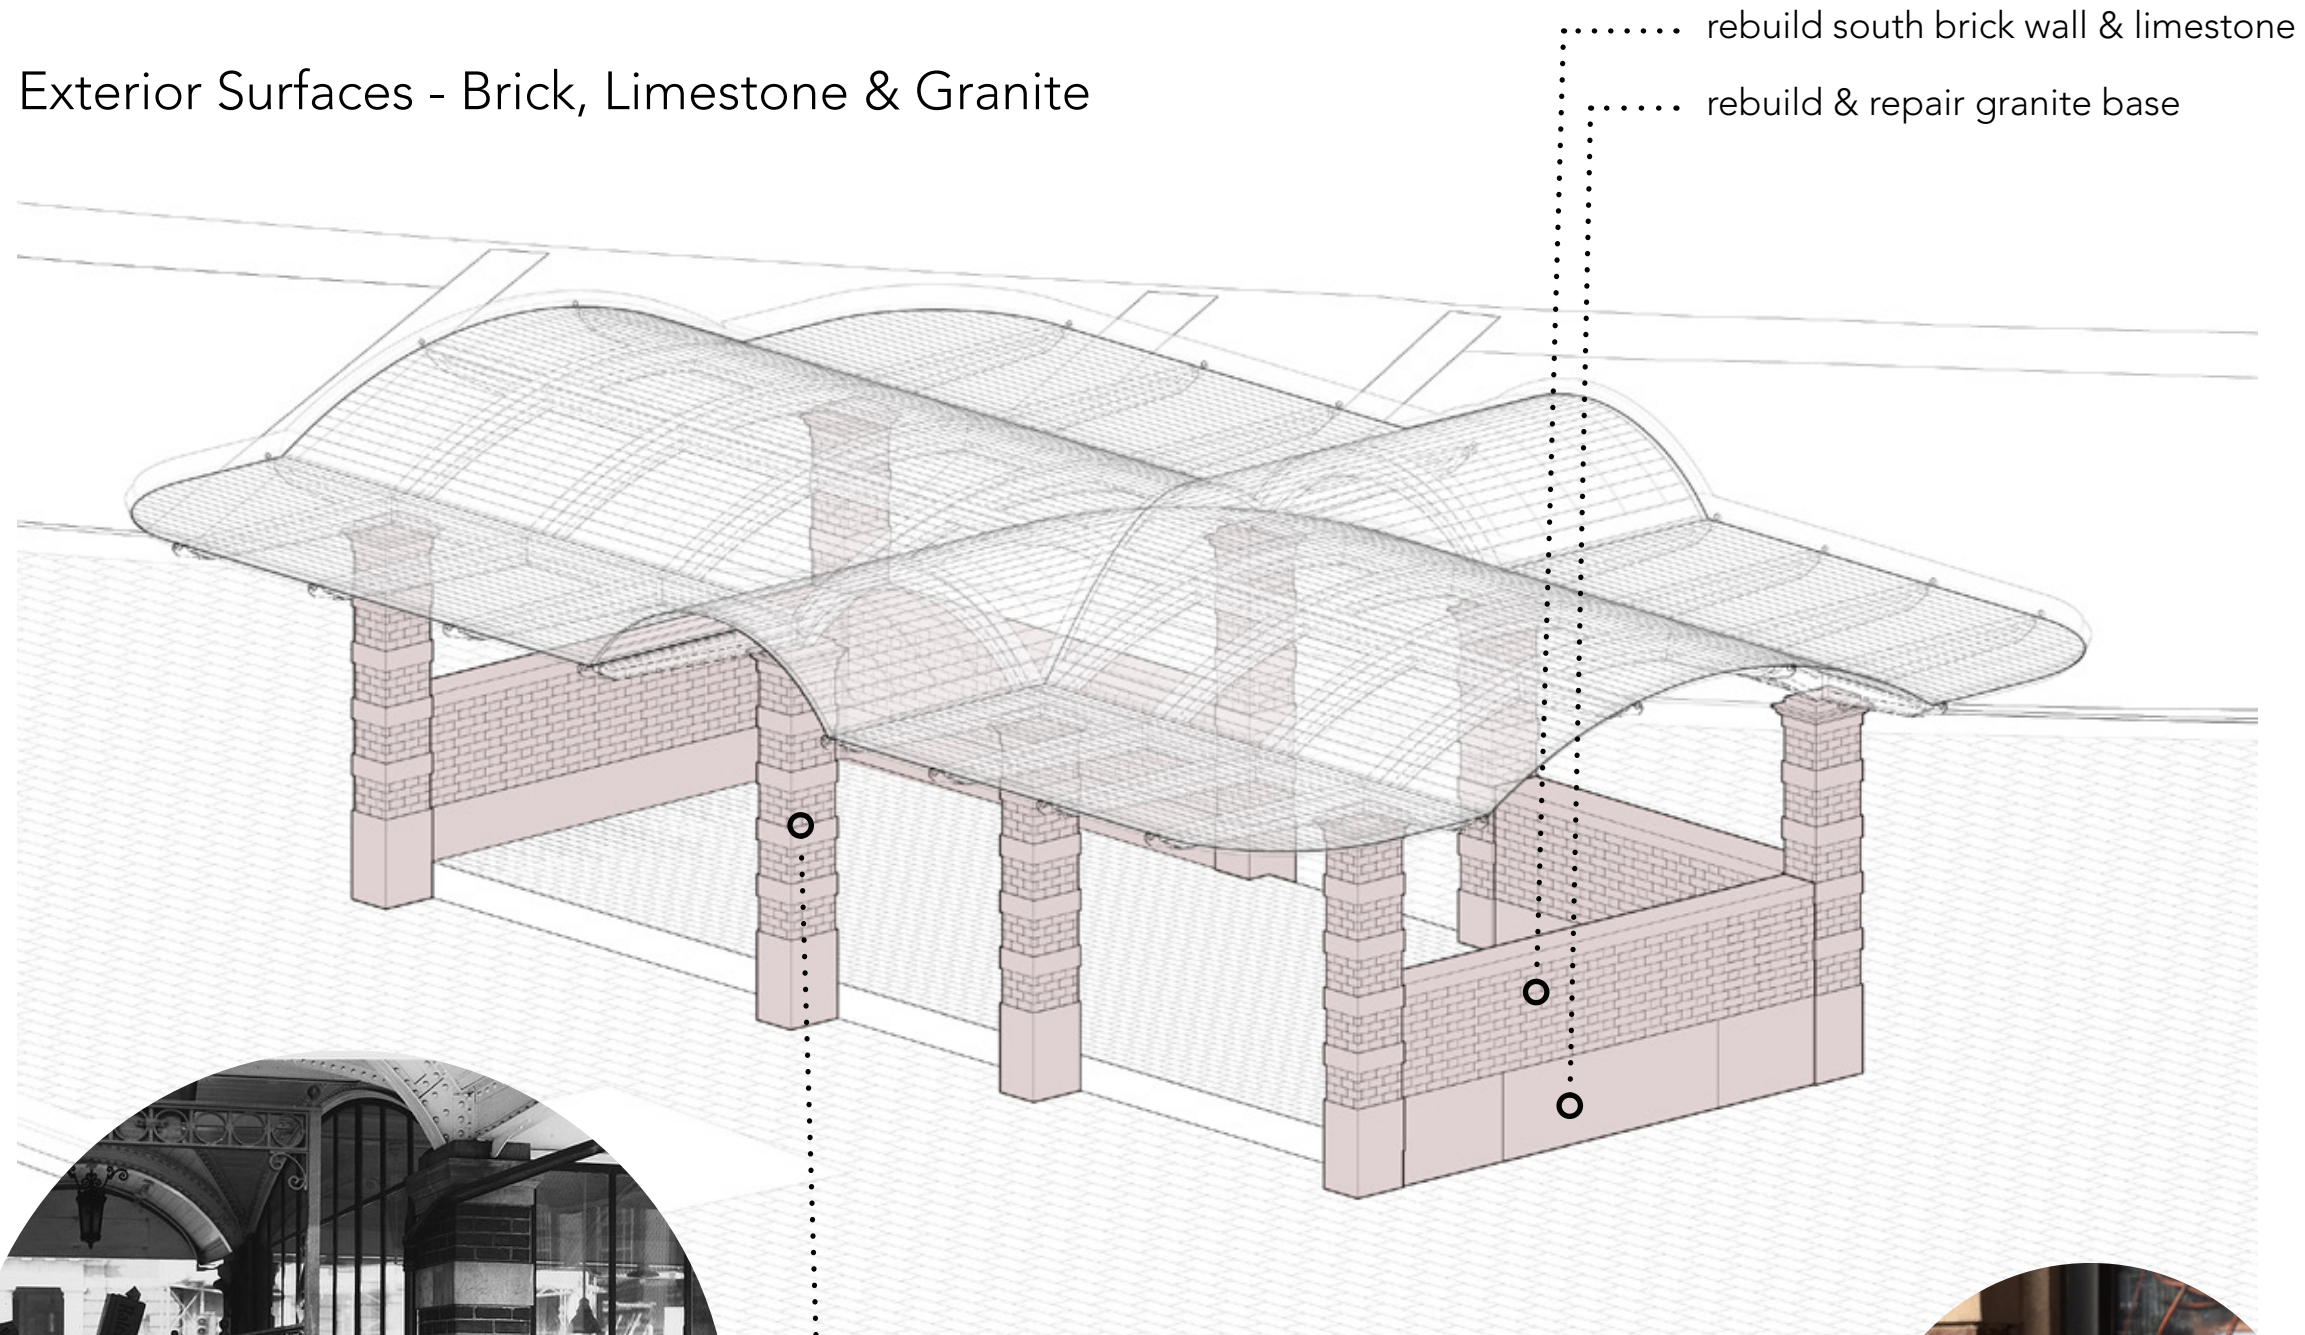 rebuild south brick wall & limestone
Exterior Surfaces - Brick, Limestone & Granite
rebuild & repair granite base